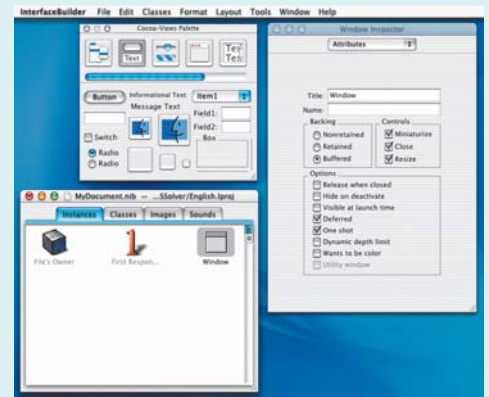 InterfaceBuilder File Edit Classes Format Layout Tools Window Help
Cocoa-Views Palette
Text
Button
Informational Text
Item1
Message Text
Field1:
Field2:
Switch
Box
Radio
Radio
MyDocument.nib — ...SSolver/English.lproj
Instances Classes Images Sounds
File's Owner
First Respon...
Window
Window Inspector
Attributes
Title: Window
Name:
Backing
Nonretained
Retained
Buffered
Controls
Miniaturize
Close
Resize
Options
Release when closed
Hide on deactivate
Visible at launch time
Deferred
One shot
Dynamic depth limit
Wants to be color
Utility window